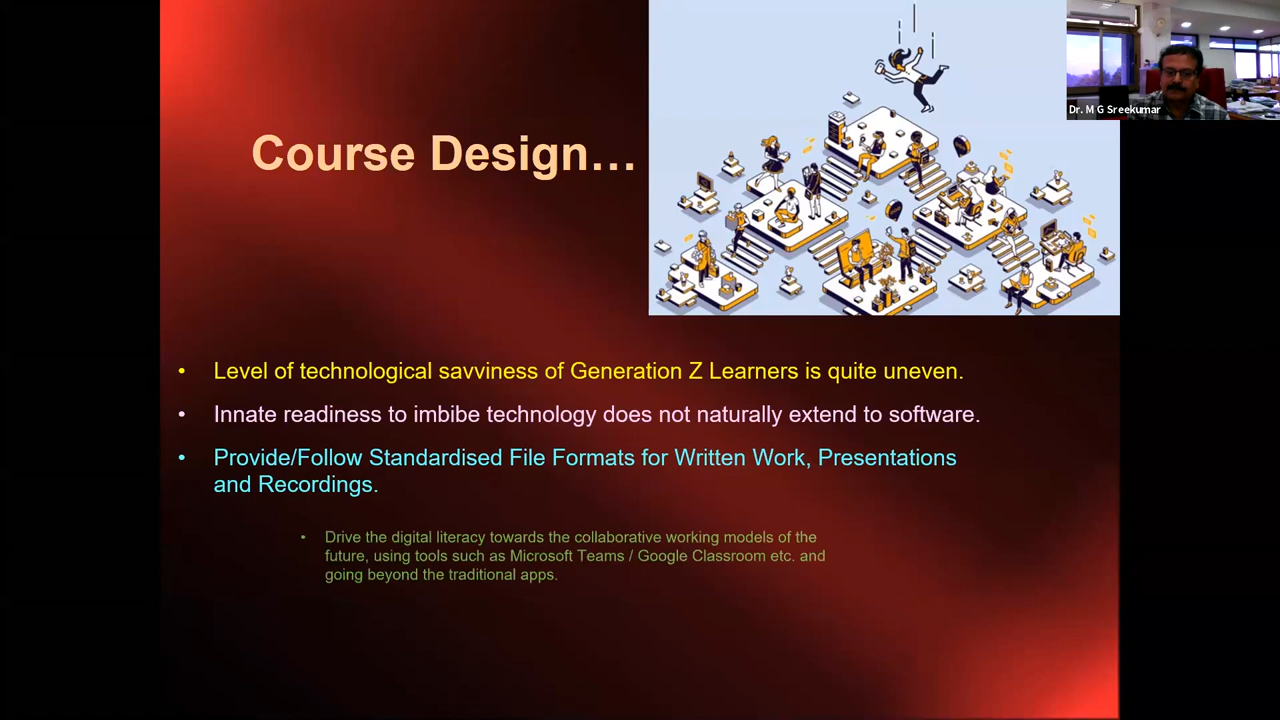 Dr. M G Sreekumar
Course Design...
• Level of technological savviness of Generation Z Learners is quite uneven.
• Innate readiness to imbibe technology does not naturally extend to software.
• Provide/Follow Standardised File Formats for Written Work, Presentations
and Recordings.
• Drive the digital literacy towards the collaborative working models of the
future, using tools such as Microsoft Teams / Google Classroom etc. and
going beyond the traditional apps.